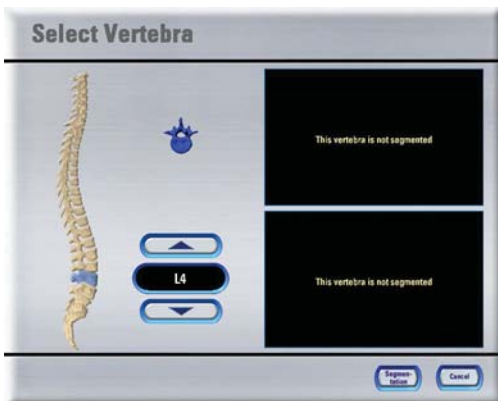 Select Vertebra
This vertebra is not segmented
L4
This vertebra is not segmented
Segmen-
tation
Cancel